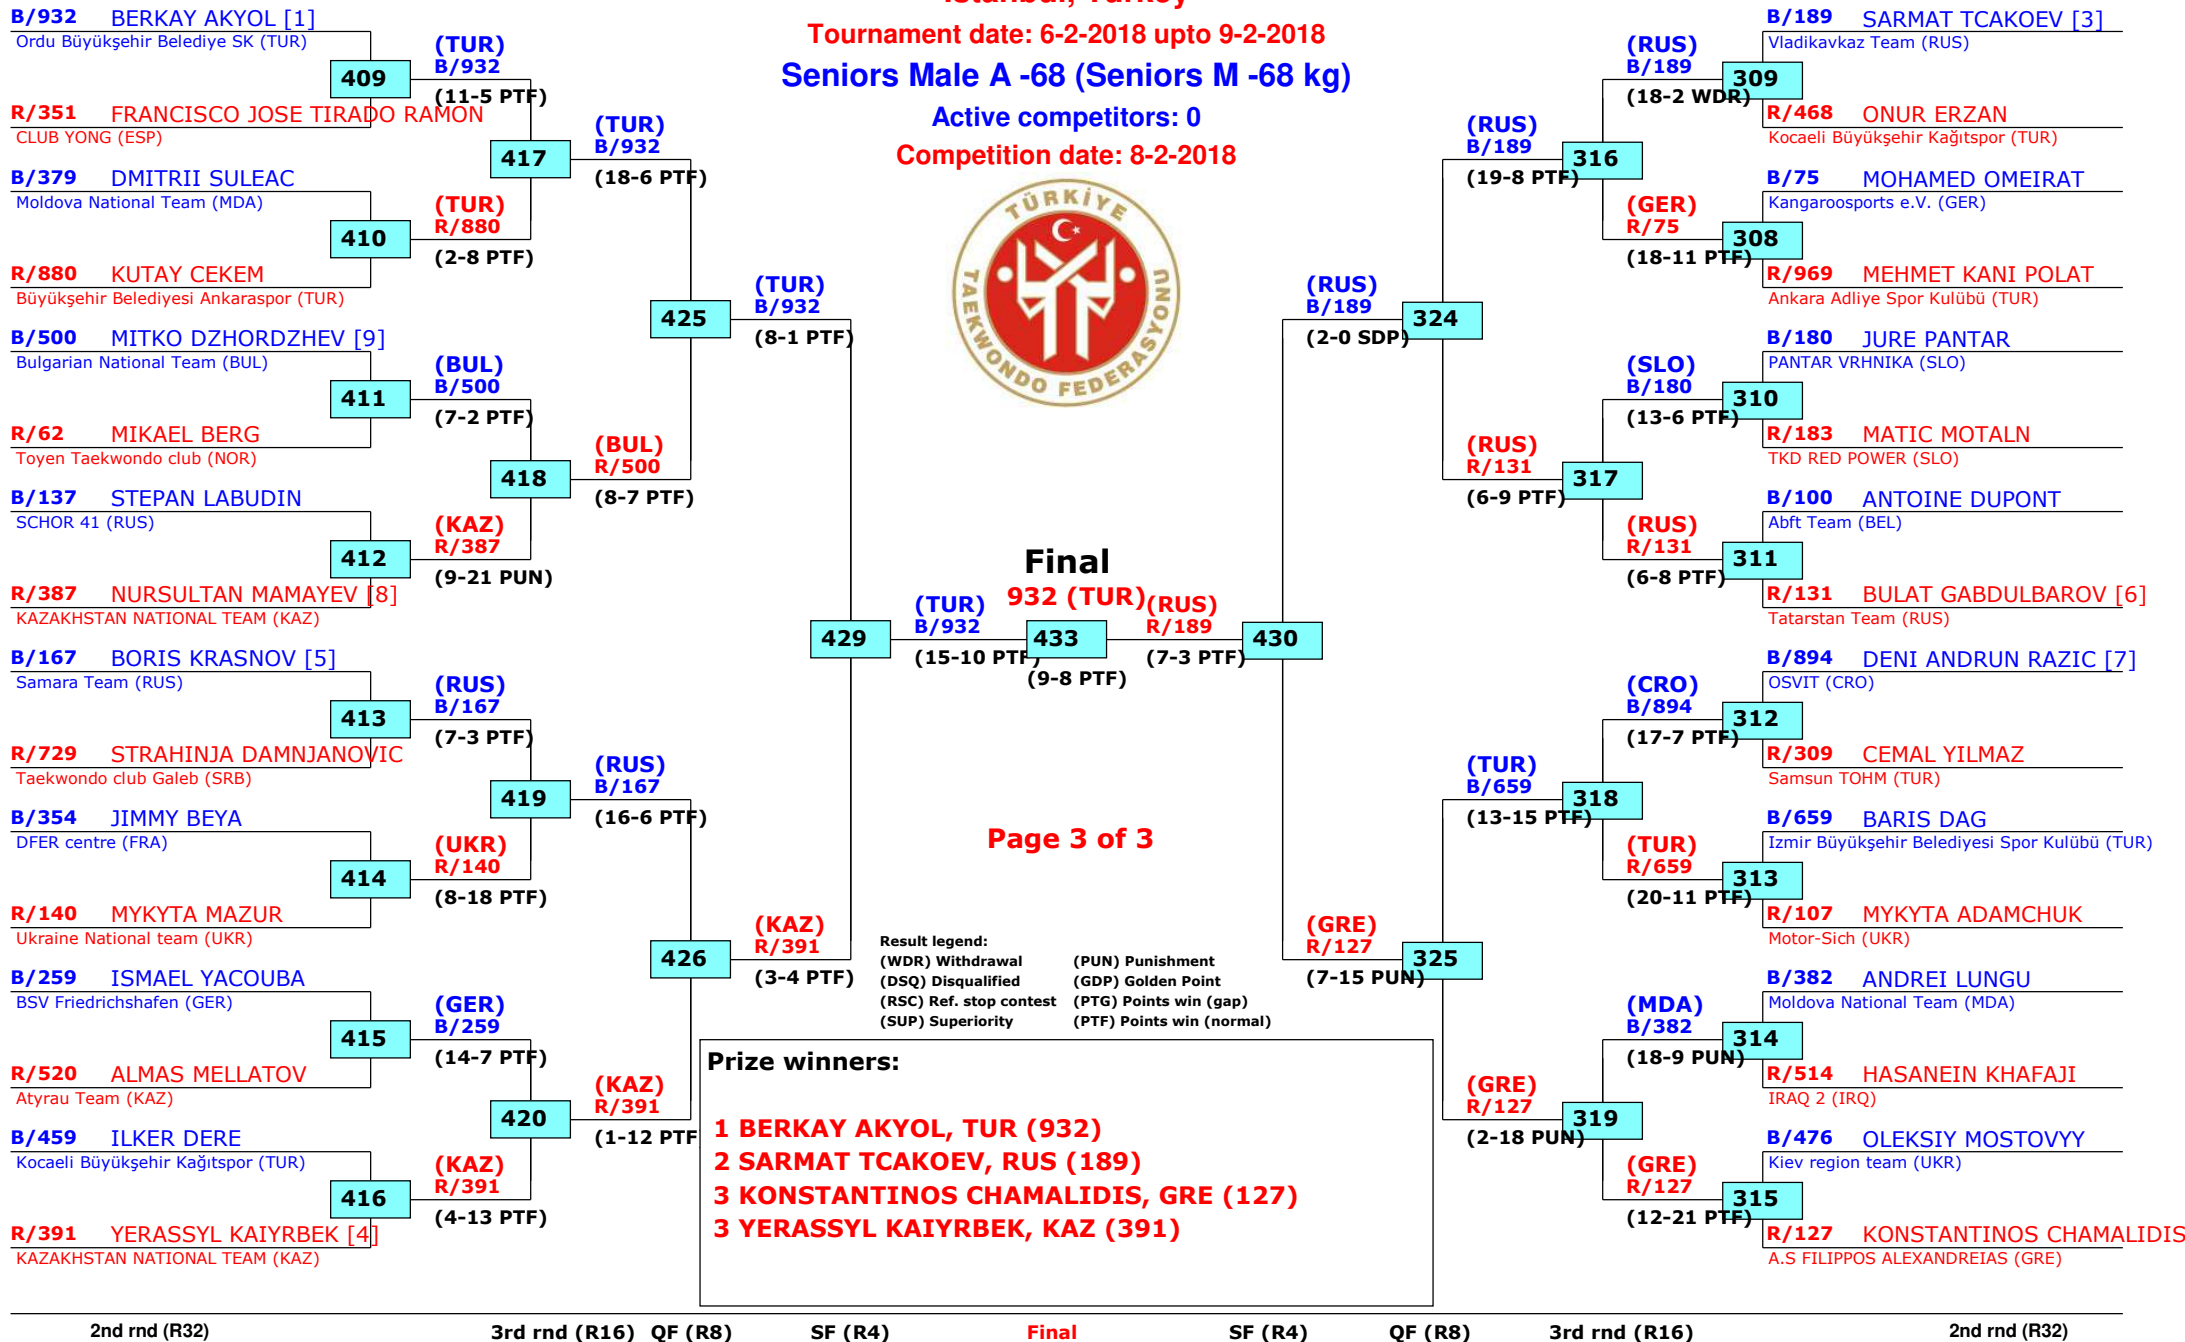 Istanbul, Turkey
Tournament date: 6-2-2018 upto 9-2-2018
Seniors Male A -68 (Seniors M -68 kg)
Active competitors: 0
Competition date: 8-2-2018
TÜRKİYE
TAEKWONDO FEDERASYONU
B/932 BERKAY AKYOL [1]
Ordu Büyükşehir Belediye SK (TUR)
409
R/351 FRANCISCO JOSE TIRADO RAMON
CLUB YONG (ESP)
B/379 DMITRII SULEAC
Moldova National Team (MDA)
410
R/880 KUTAY CEKEM
Büyükşehir Belediyesi Ankaraspor (TUR)
B/500 MITKO DZHORDZHEV [9]
Bulgarian National Team (BUL)
411
R/62 MIKAEL BERG
Toyen Taekwondo club (NOR)
B/137 STEPAN LABUDIN
SCHOR 41 (RUS)
412
R/387 NURSULTAN MAMAYEV [8]
KAZAKHSTAN NATIONAL TEAM (KAZ)
B/167 BORIS KRASNOV [5]
Samara Team (RUS)
413
R/729 STRAHINJA DAMNJANOVIC
Taekwondo club Galeb (SRB)
B/354 JIMMY BEYA
DFER centre (FRA)
414
R/140 MYKYTA MAZUR
Ukraine National team (UKR)
B/259 ISMAEL YACOUBA
BSV Friedrichshafen (GER)
415
R/520 ALMAS MELLATOV
Atyrau Team (KAZ)
B/459 ILKER DERE
Kocaeli Büyükşehir Kağıtspor (TUR)
416
R/391 YERASSYL KAIYRBEK [4]
KAZAKHSTAN NATIONAL TEAM (KAZ)
(TUR)
B/932
(11-5 PTF)
417
(TUR)
R/880
(2-8 PTF)
(BUL)
B/500
(7-2 PTF)
418
(KAZ)
R/387
(9-21 PUN)
(RUS)
B/167
(7-3 PTF)
419
(UKR)
R/140
(8-18 PTF)
(GER)
B/259
(14-7 PTF)
420
(KAZ)
R/391
(4-13 PTF)
(TUR)
B/932
(18-6 PTF)
425
(BUL)
R/500
(8-7 PTF)
(RUS)
B/167
(16-6 PTF)
426
(KAZ)
R/391
(1-12 PTF
(TUR)
B/932
(8-1 PTF)
429
(KAZ)
R/391
(3-4 PTF)
(TUR)
B/932
(15-10 PTF)
Final
932 (TUR)
433
(9-8 PTF)
(RUS)
R/189
(7-3 PTF)
430
(RUS)
B/189
(2-0 SDP)
324
(GRE)
R/127
(7-15 PUN)
325
(RUS)
B/189
(19-8 PTF)
316
(RUS)
R/131
(6-9 PTF)
317
(TUR)
B/659
(13-15 PTF)
318
(GRE)
R/127
(2-18 PUN)
319
(RUS)
B/189
(18-2 WDR)
(GER)
R/75
(18-11 PTF)
(SLO)
B/180
(13-6 PTF)
(RUS)
R/131
(6-8 PTF)
(CRO)
B/894
(17-7 PTF)
(TUR)
R/659
(20-11 PTF)
(MDA)
B/382
(18-9 PUN)
(GRE)
R/127
(12-21 PTF)
B/189 SARMAT TCAKOEV [3]
Vladikavkaz Team (RUS)
309
R/468 ONUR ERZAN
Kocaeli Büyükşehir Kağıtspor (TUR)
B/75 MOHAMED OMEIRAT
Kangaroosports e.V. (GER)
308
R/969 MEHMET KANI POLAT
Ankara Adliye Spor Kulübü (TUR)
B/180 JURE PANTAR
PANTAR VRHNIKA (SLO)
310
R/183 MATIC MOTALN
TKD RED POWER (SLO)
B/100 ANTOINE DUPONT
Abft Team (BEL)
311
R/131 BULAT GABDULBAROV [6]
Tatarstan Team (RUS)
B/894 DENI ANDRUN RAZIC [7]
OSVIT (CRO)
312
R/309 CEMAL YILMAZ
Samsun TOHM (TUR)
B/659 BARIS DAG
Izmir Büyükşehir Belediyesi Spor Kulübü (TUR)
313
R/107 MYKYTA ADAMCHUK
Motor-Sich (UKR)
B/382 ANDREI LUNGU
Moldova National Team (MDA)
314
R/514 HASANEIN KHAFAJI
IRAQ 2 (IRQ)
B/476 OLEKSIY MOSTOVYY
Kiev region team (UKR)
315
R/127 KONSTANTINOS CHAMALIDIS
A.S FILIPPOS ALEXANDREIAS (GRE)
Page 3 of 3
Result legend:
(WDR) Withdrawal (PUN) Punishment
(DSQ) Disqualified (GDP) Golden Point
(RSC) Ref. stop contest (PTG) Points win (gap)
(SUP) Superiority (PTF) Points win (normal)
Prize winners:
1 BERKAY AKYOL, TUR (932)
2 SARMAT TCAKOEV, RUS (189)
3 KONSTANTINOS CHAMALIDIS, GRE (127)
3 YERASSYL KAIYRBEK, KAZ (391)
2nd rnd (R32) 3rd rnd (R16) QF (R8) SF (R4) Final SF (R4) QF (R8) 3rd rnd (R16) 2nd rnd (R32)